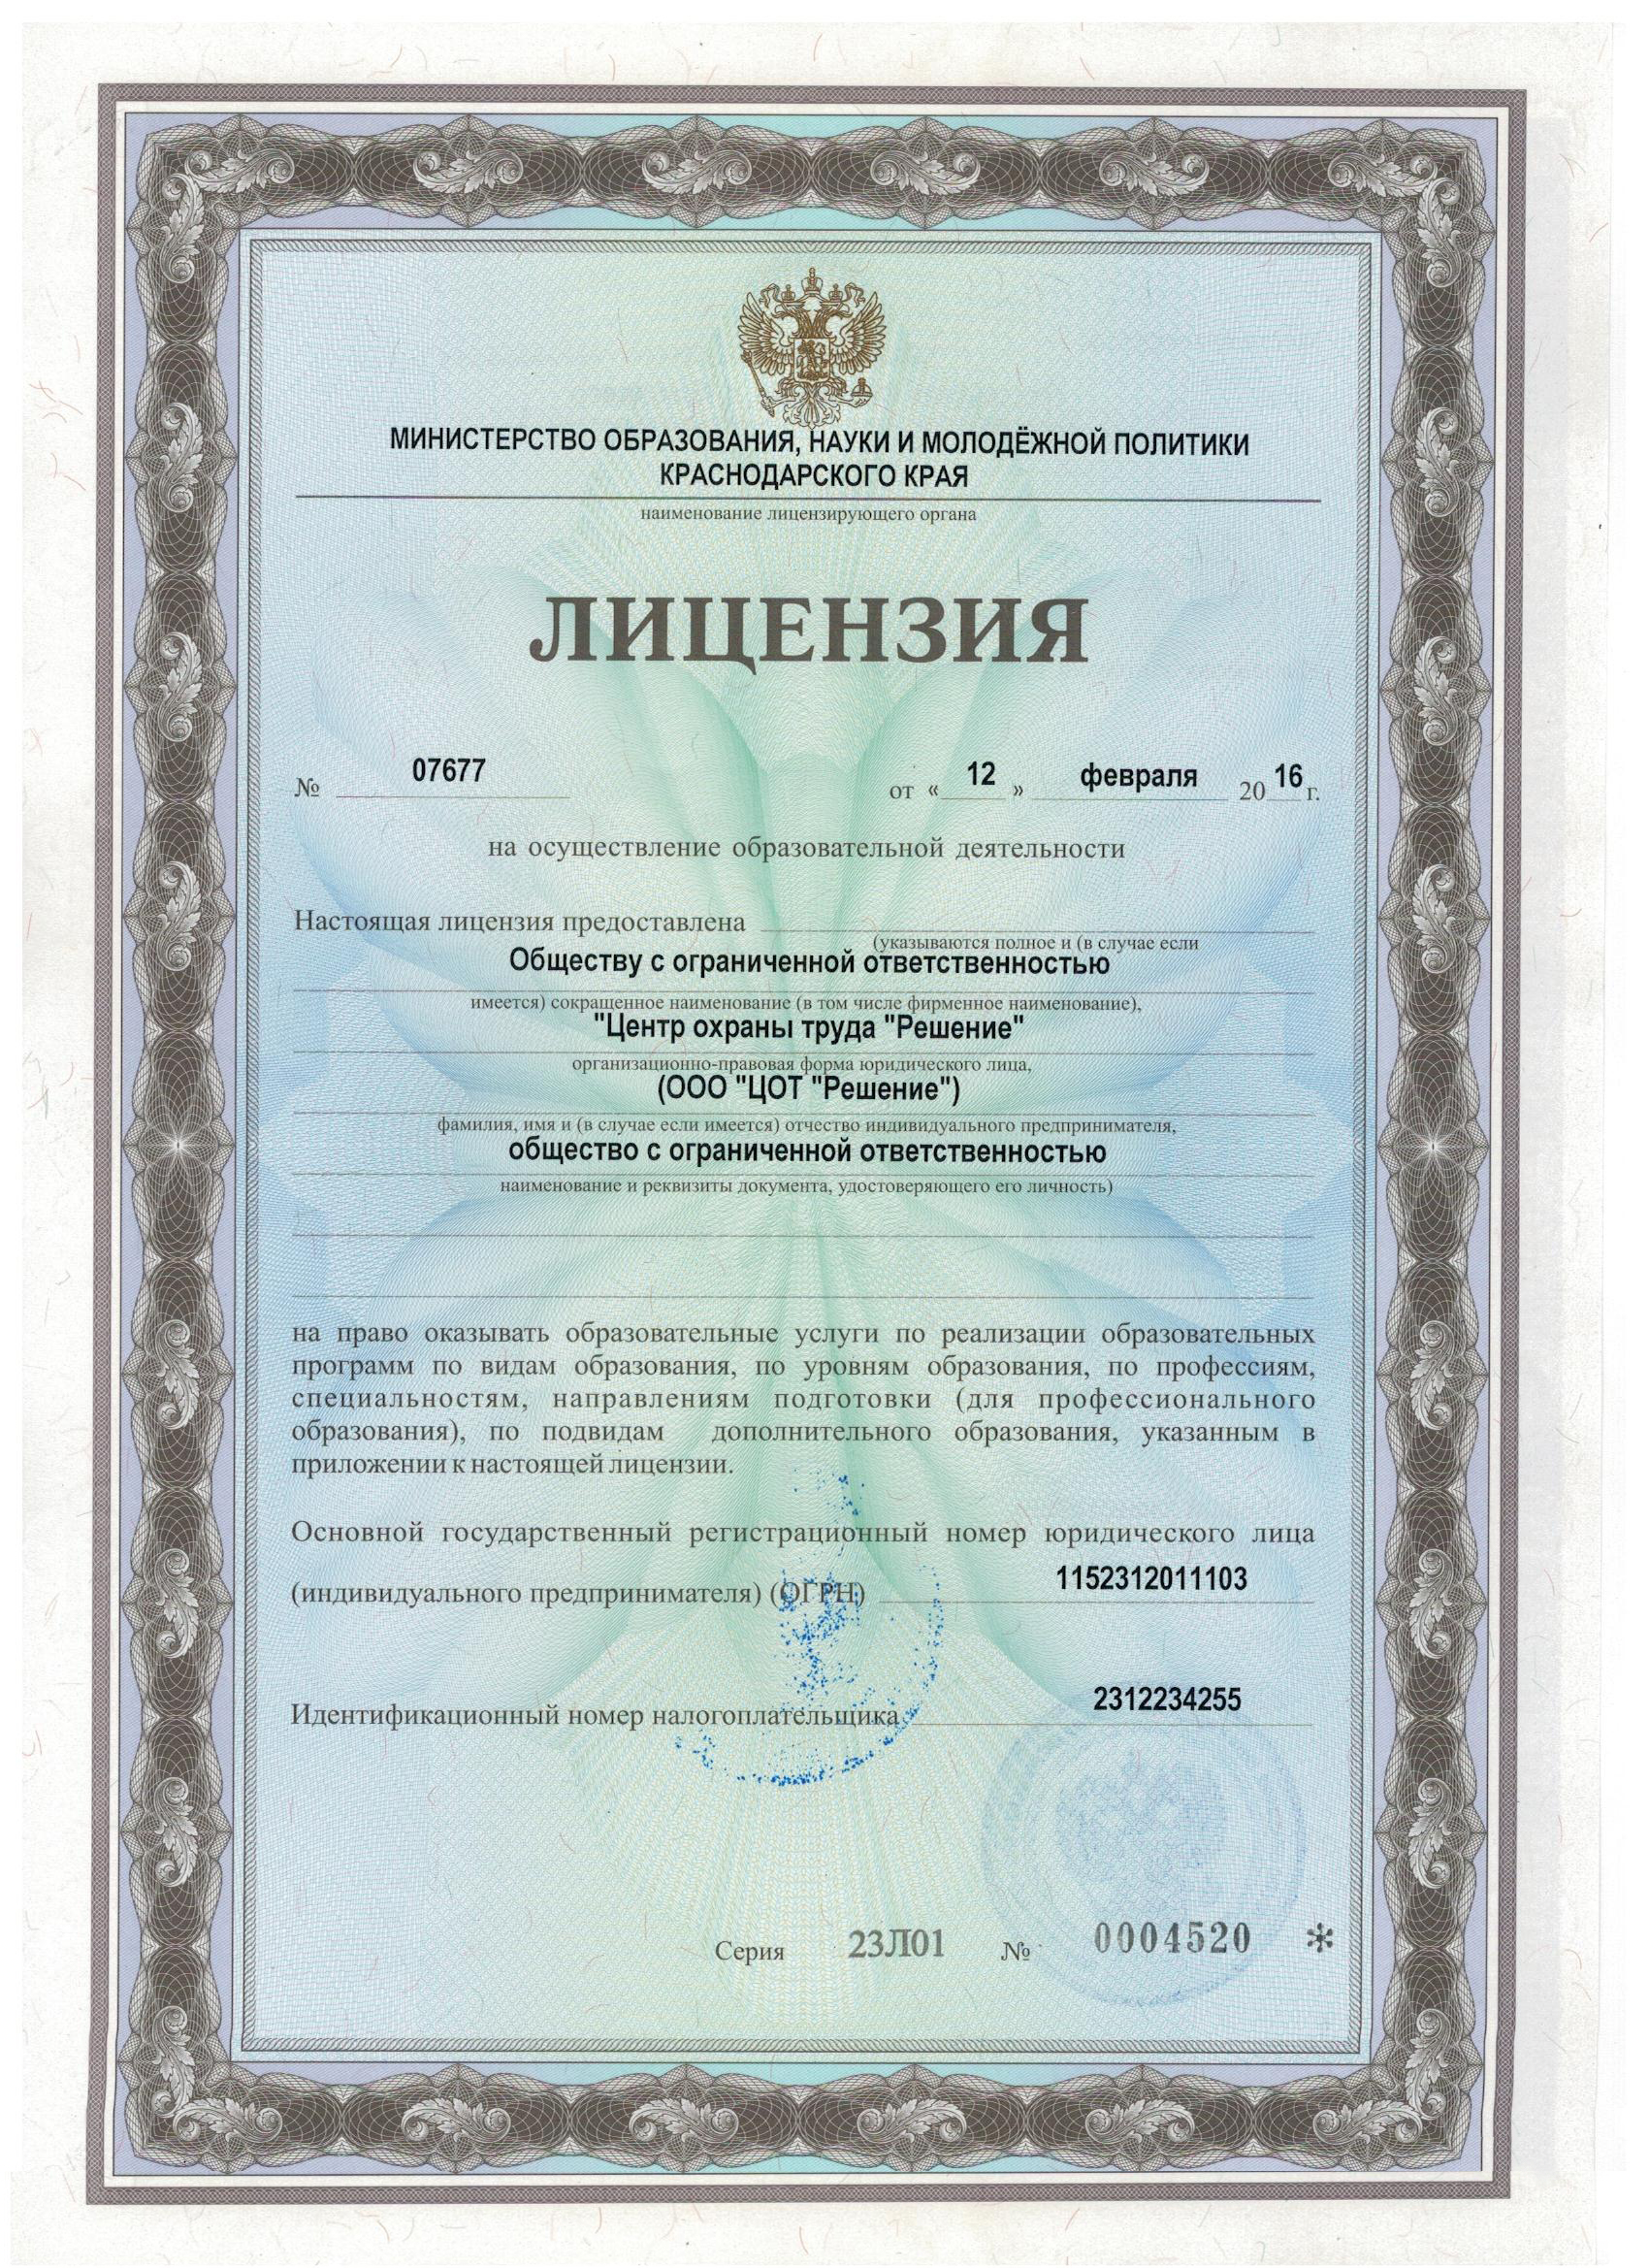 МИНИСТЕРСТВО ОБРАЗОВАНИЯ, НАУКИ И МОЛОДЁЖНОЙ ПОЛИТИКИ
КРАСНОДАРСКОГО КРАЯ
наименование лицензирующего органа
ЛИЦЕНЗИЯ
№ 07677 от « 12 » февраля 20 16 г.
на осуществление образовательной деятельности
Настоящая лицензия предоставлена
(указываются полное и (в случае если
Обществу с ограниченной ответственностью
имеется) сокращенное наименование (в том числе фирменное наименование),
"Центр охраны труда "Решение"
организационно-правовая форма юридического лица,
(ООО "ЦОТ "Решение")
фамилия, имя и (в случае если имеется) отчество индивидуального предпринимателя,
общество с ограниченной ответственностью
наименование и реквизиты документа, удостоверяющего его личность)
на право оказывать образовательные услуги по реализации образовательных
программ по видам образования, по уровням образования, по профессиям,
специальностям, направлениям подготовки (для профессионального
образования), по подвидам дополнительного образования, указанным в
приложении к настоящей лицензии.
Основной государственный регистрационный номер юридического лица
(индивидуального предпринимателя) (ОГРН) 1152312011103
Идентификационный номер налогоплательщика 2312234255
Серия 23Л01 № 0004520 *